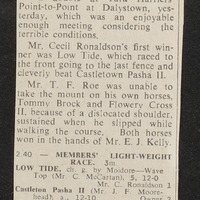 Point-to-Point at Dalystown, yes-
terday, which was an enjoyable
enough meeting considering the
terrible conditions.
Mr. Cecil Ronaldson's first win-
ner was Low Tide, which raced to
the front going to the last fence and
cleverly beat Castletown Pasha II.
Mr. T. F. Roe was unable to
take the mount on his own horses,
Tommy Brock and Flowery Cross
II, because of a dislocated shoulder,
sustained when he slipped while
walking the course. Both horses
won in the hands of Mr. E. J. Kelly.
2.40 — MEMBERS' LIGHT-WEIGHT
RACE. 3m
LOW TIDE, ch. g. by Moidore—Wave
Top (Mr C. McCartan), 5, 12-0
Mr. C. Ronaldson 1
Castleton Pasha II (Mr. J. F. Moore-
head), 12-10